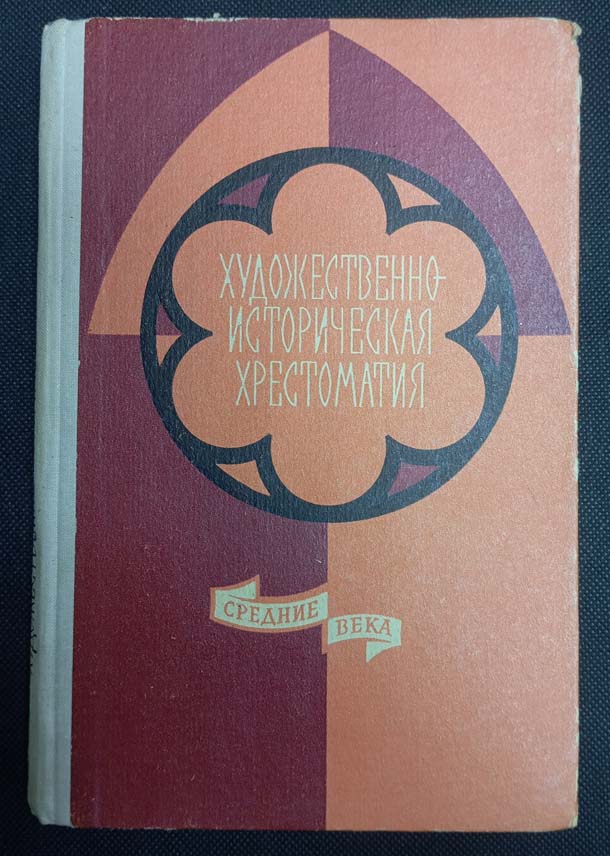 ХУДОЖЕСТВЕННО-
ИСТОРИЧЕСКАЯ
ХРЕСТОМАТИЯ
СРЕДНИЕ
ВЕКА